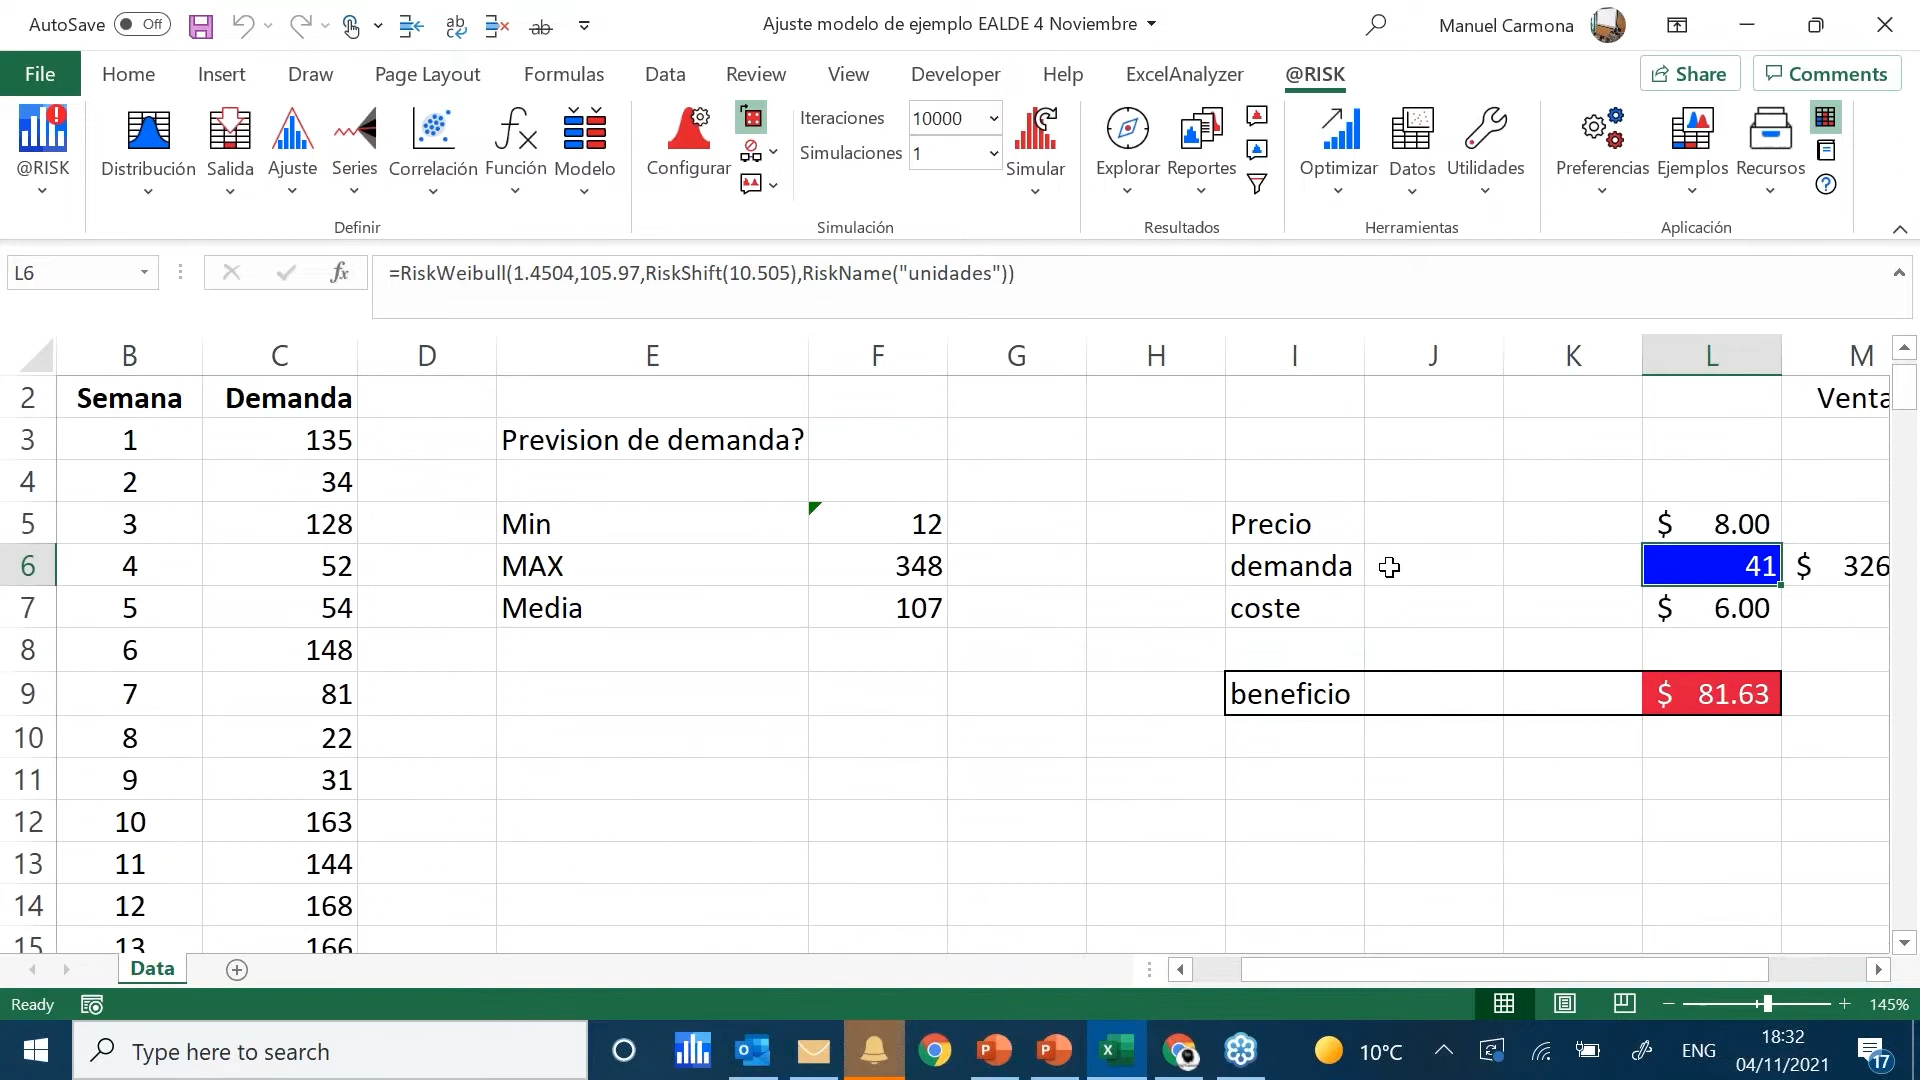 AutoSave Off
Ajuste modelo de ejemplo EALDE 4 Noviembre
Manuel Carmona
File Home Insert Draw Page Layout Formulas Data Review View Developer Help ExcelAnalyzer @RISK Share Comments
Iteraciones 10000
Simulaciones 1
@RISK Distribución Salida Ajuste Series Correlación Función Modelo Configurar Simular Explorar Reportes Optimizar Datos Utilidades Preferencias Ejemplos Recursos
Definir Simulación Resultados Herramientas Aplicación
L6 fx =RiskWeibull(1.4504,105.97,RiskShift(10.505),RiskName("unidades"))
B C D E F G H I J K L M
2 Semana Demanda Venta
3 1 135 Prevision de demanda?
4 2 34
5 3 128 Min 12 Precio $ 8.00
6 4 52 MAX 348 demanda 41 $ 326
7 5 54 Media 107 coste $ 6.00
8 6 148
9 7 81 beneficio $ 81.63
10 8 22
11 9 31
12 10 163
13 11 144
14 12 168
15 13 166
Data
Ready 145%
Type here to search
10°C ENG 18:32
04/11/2021 17